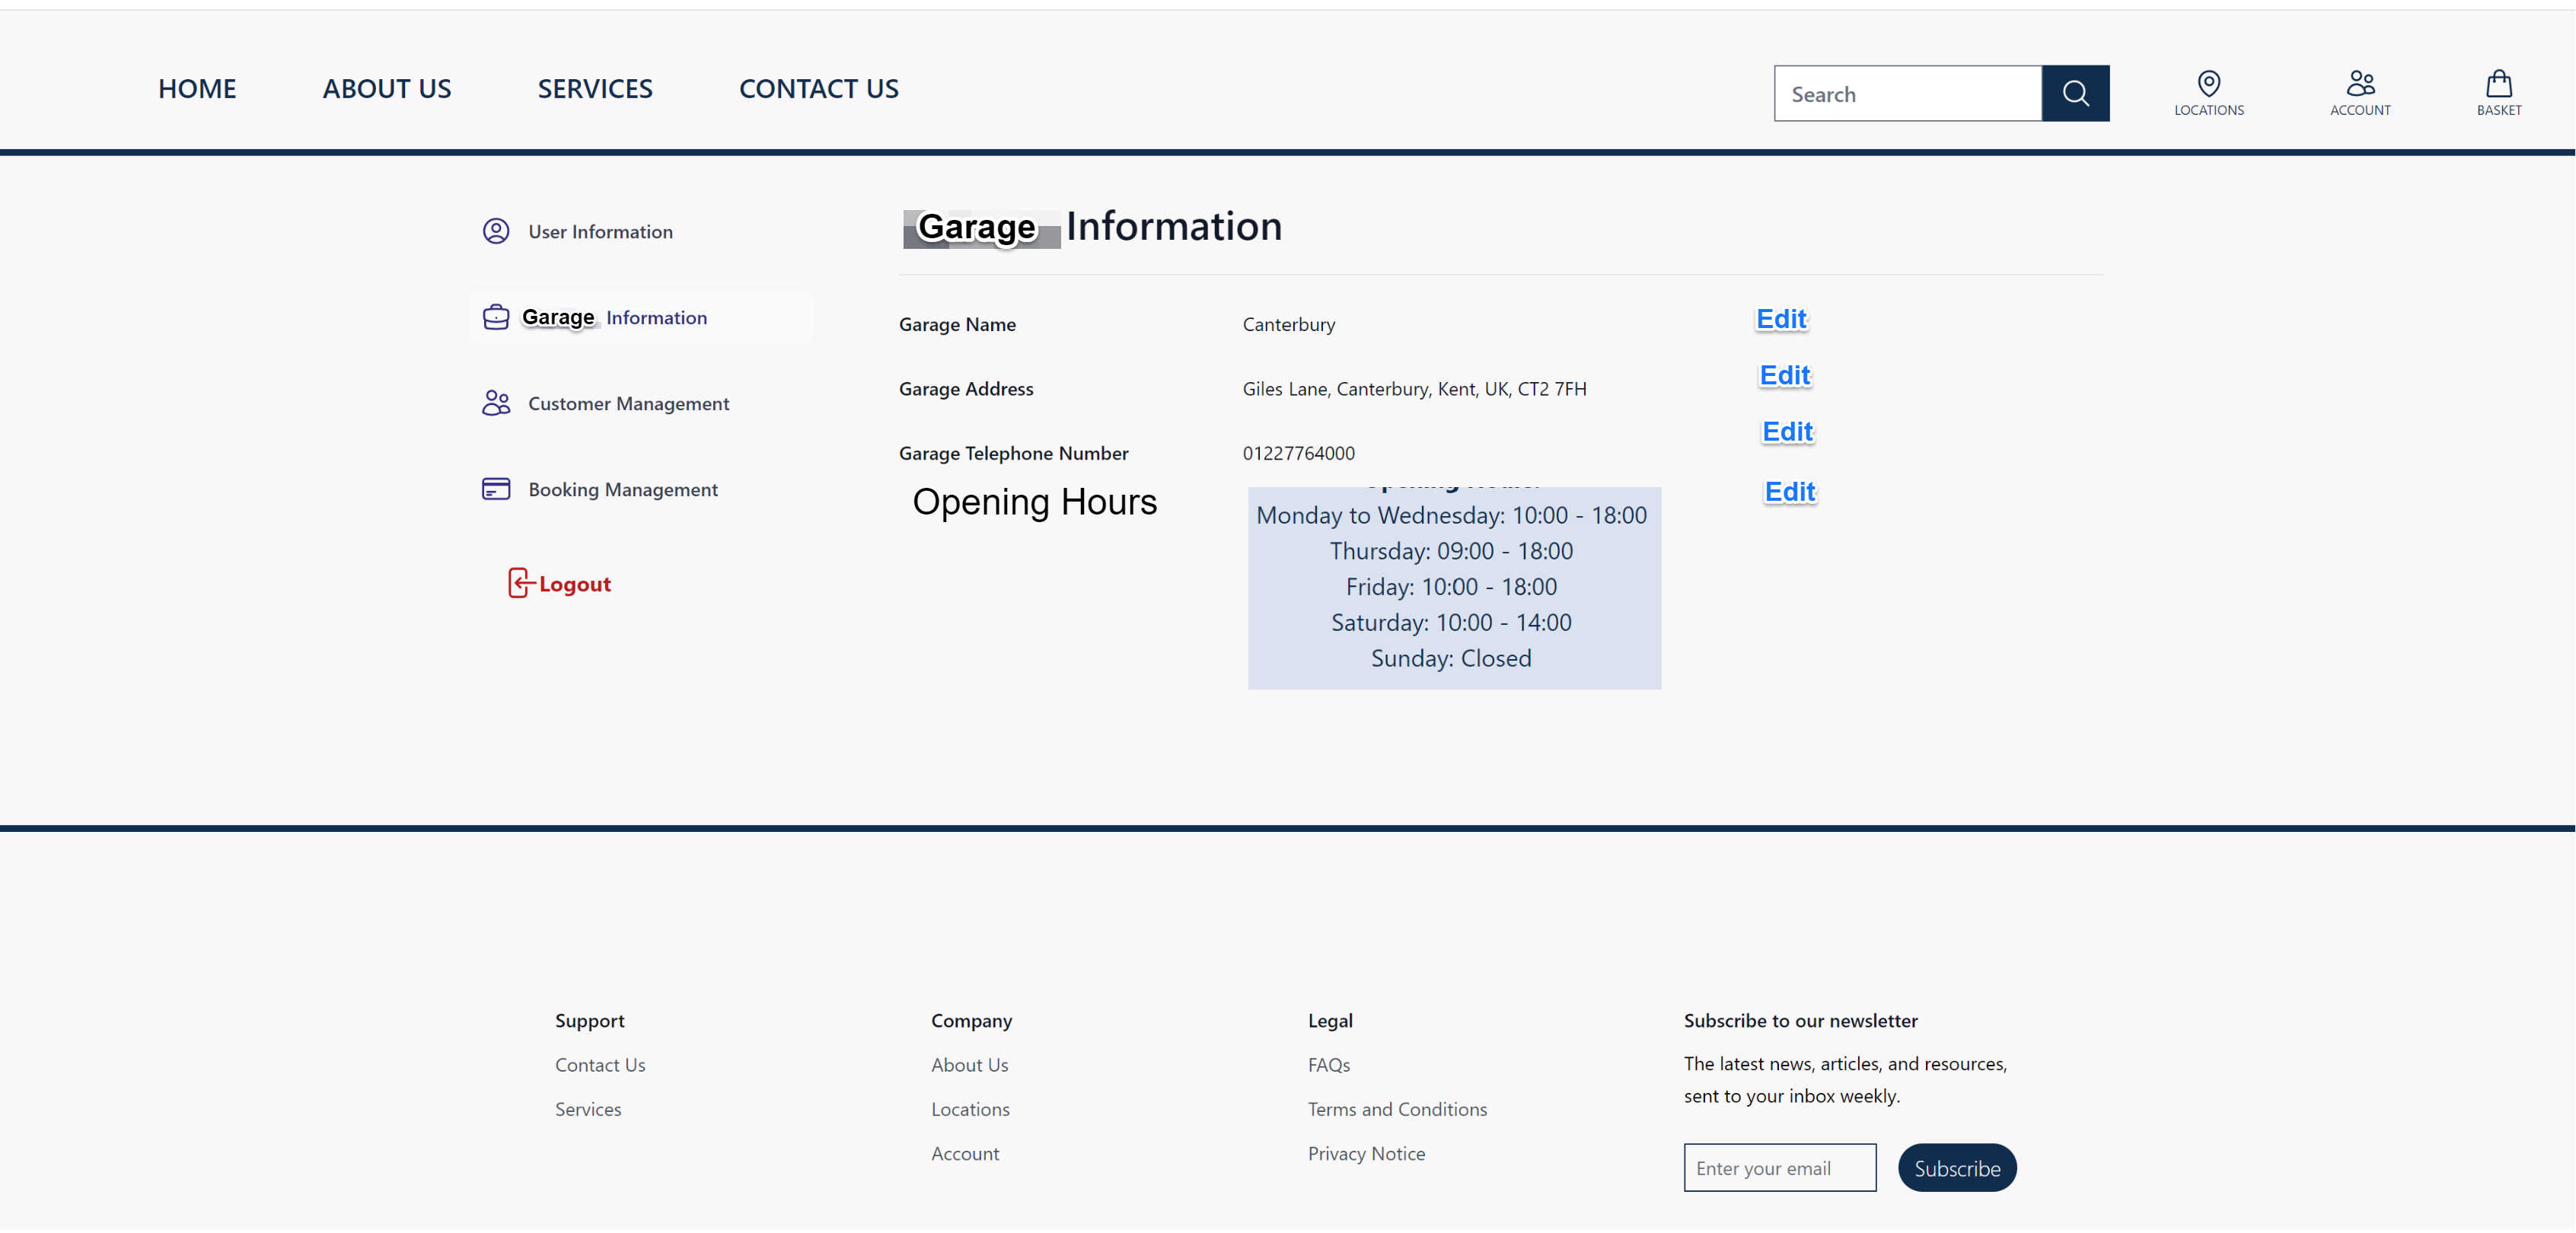 HOME ABOUT US SERVICES CONTACT US Search LOCATIONS ACCOUNT BASKET
User Information
Garage Information
Customer Management
Booking Management
Logout
Garage Information
Garage Name Canterbury Edit
Garage Address Giles Lane, Canterbury, Kent, UK, CT2 7FH Edit
Garage Telephone Number 01227764000 Edit
Opening Hours Edit
Monday to Wednesday: 10:00 - 18:00
Thursday: 09:00 - 18:00
Friday: 10:00 - 18:00
Saturday: 10:00 - 14:00
Sunday: Closed
Support
Contact Us
Services
Company
About Us
Locations
Account
Legal
FAQs
Terms and Conditions
Privacy Notice
Subscribe to our newsletter
The latest news, articles, and resources,
sent to your inbox weekly.
Enter your email Subscribe